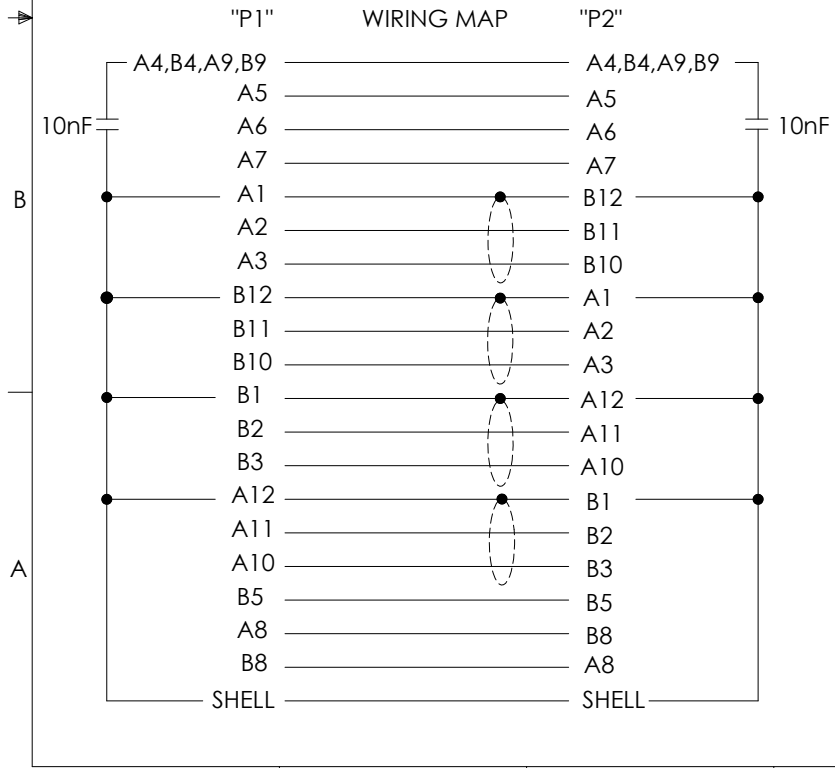 "P1" WIRING MAP "P2"
A4,B4,A9,B9 A4,B4,A9,B9
A5 A5
10nF A6 A6 10nF
A7 A7
B A1 B12
A2 B11
A3 B10
B12 A1
B11 A2
B10 A3
B1 A12
B2 A11
B3 A10
A12 B1
A11 B2
A A10 B3
B5 B5
A8 B8
B8 A8
SHELL SHELL